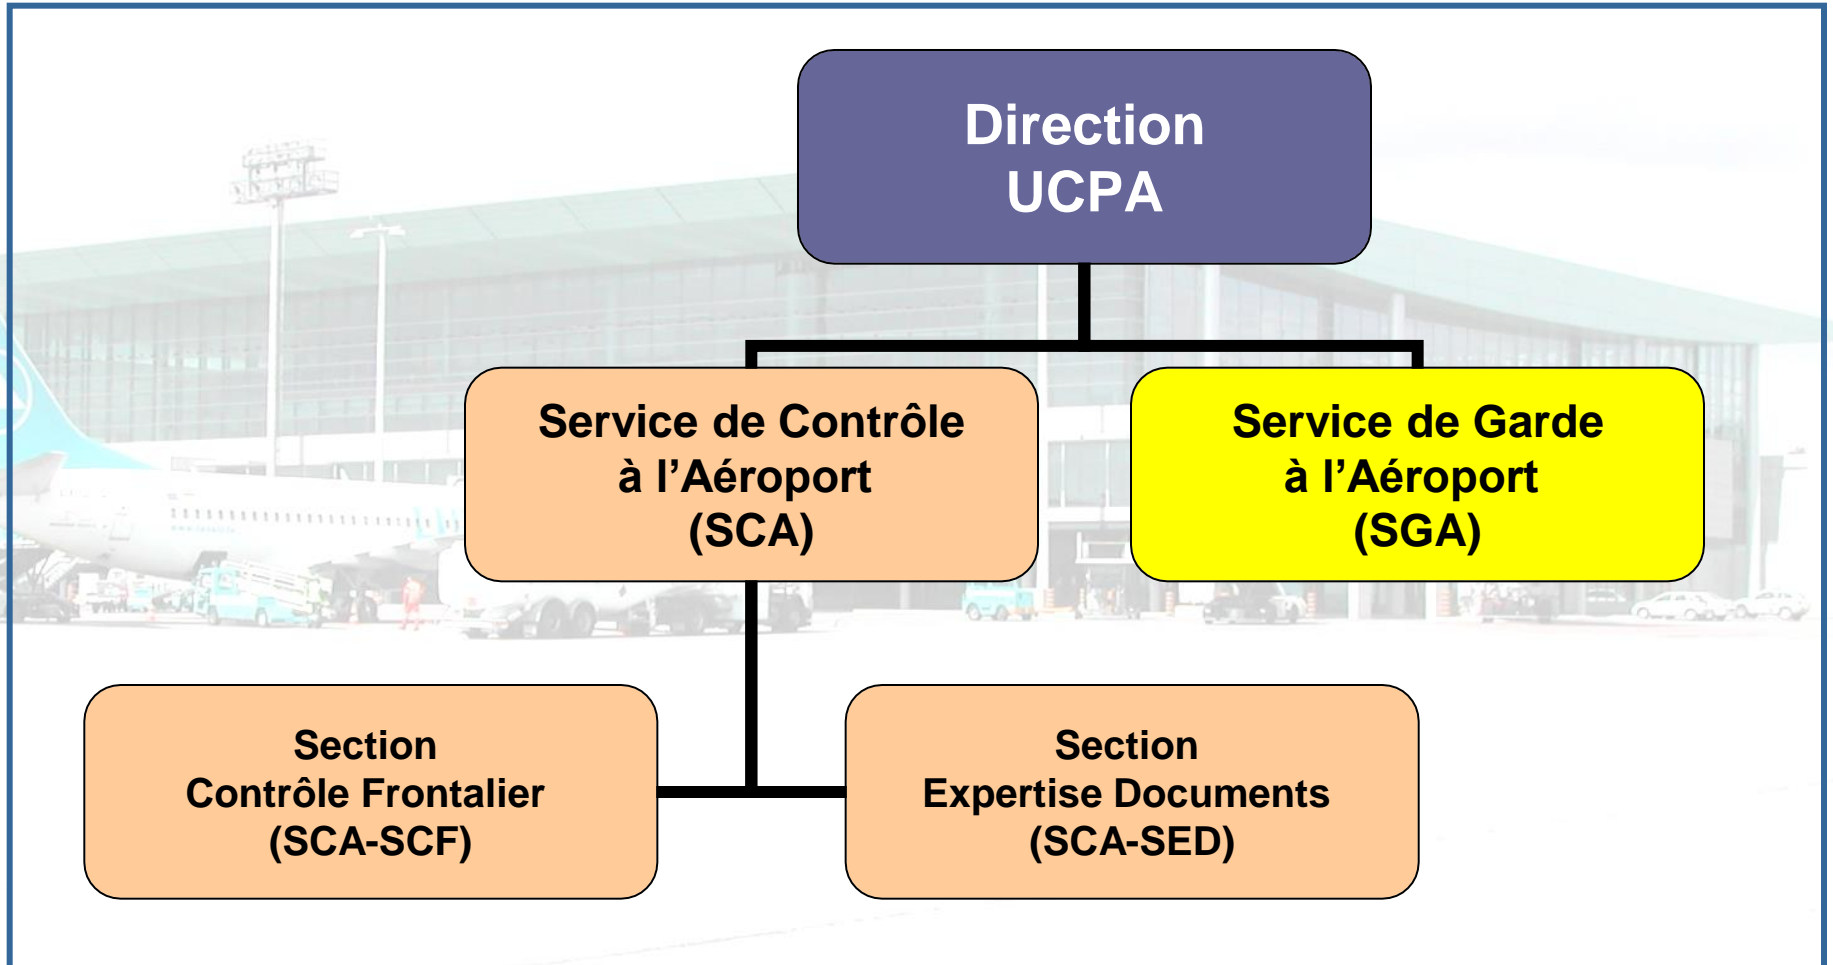 Direction
UCPA
Service de Contrôle
à l’Aéroport
(SCA)
Service de Garde
à l’Aéroport
(SGA)
Section
Contrôle Frontalier
(SCA-SCF)
Section
Expertise Documents
(SCA-SED)